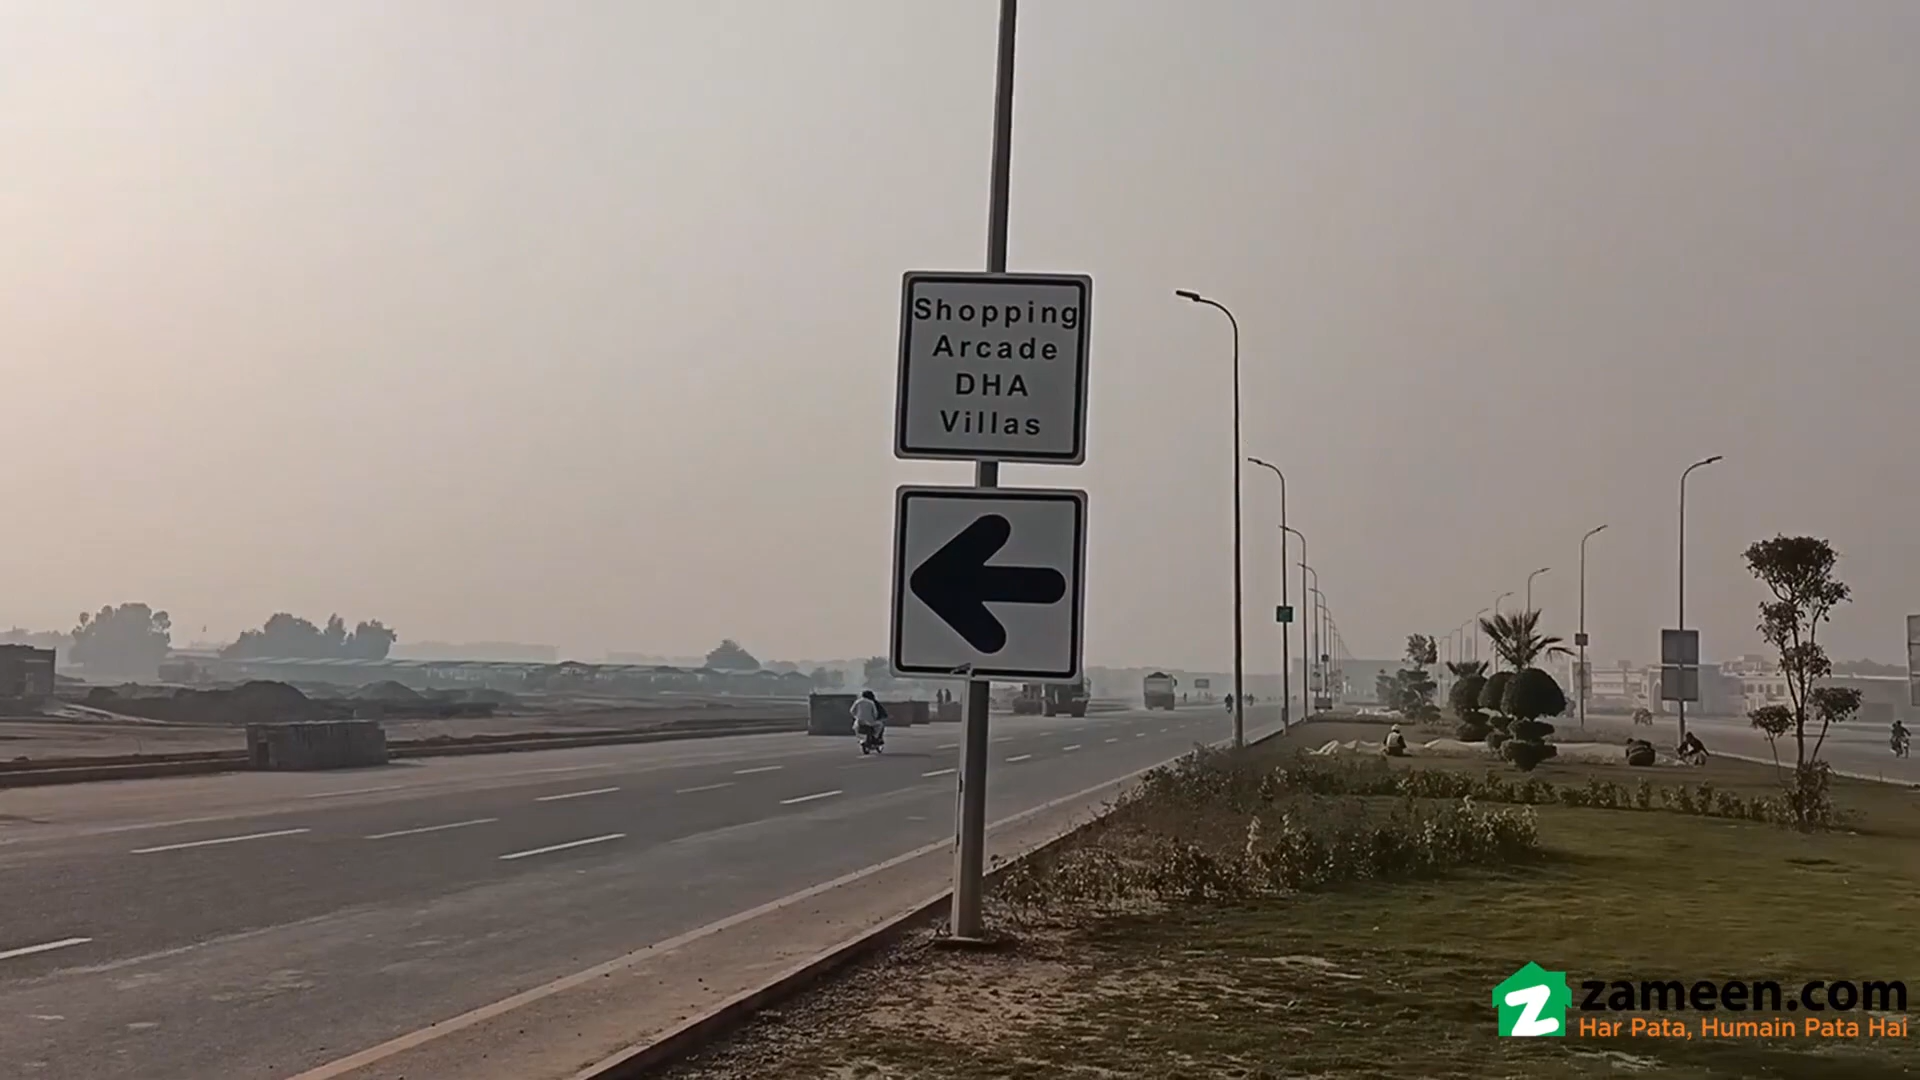 Shopping
Arcade
DHA
Villas
zameen.com
Har Pata, Humain Pata Hai